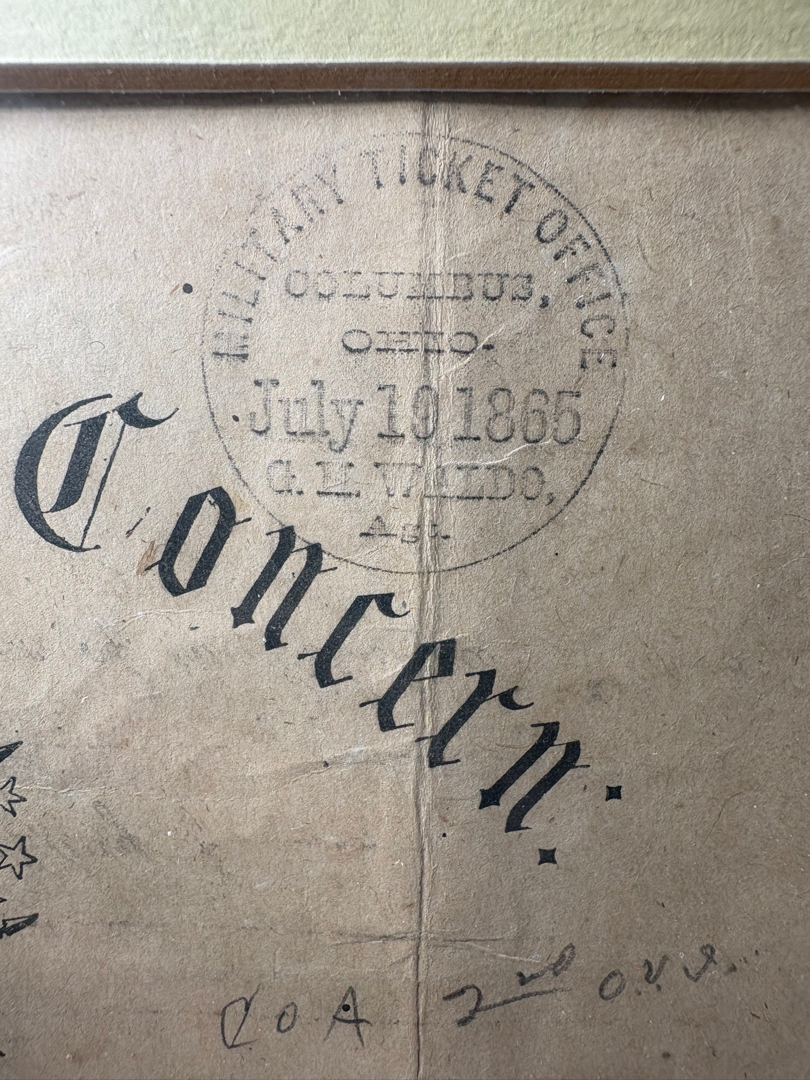 MILITARY TICKET OFFICE
COLUMBUS,
OHIO.
July 19 1865
G. H. WALDO,
Agt.
Concern:
Co A 2nd O.V.